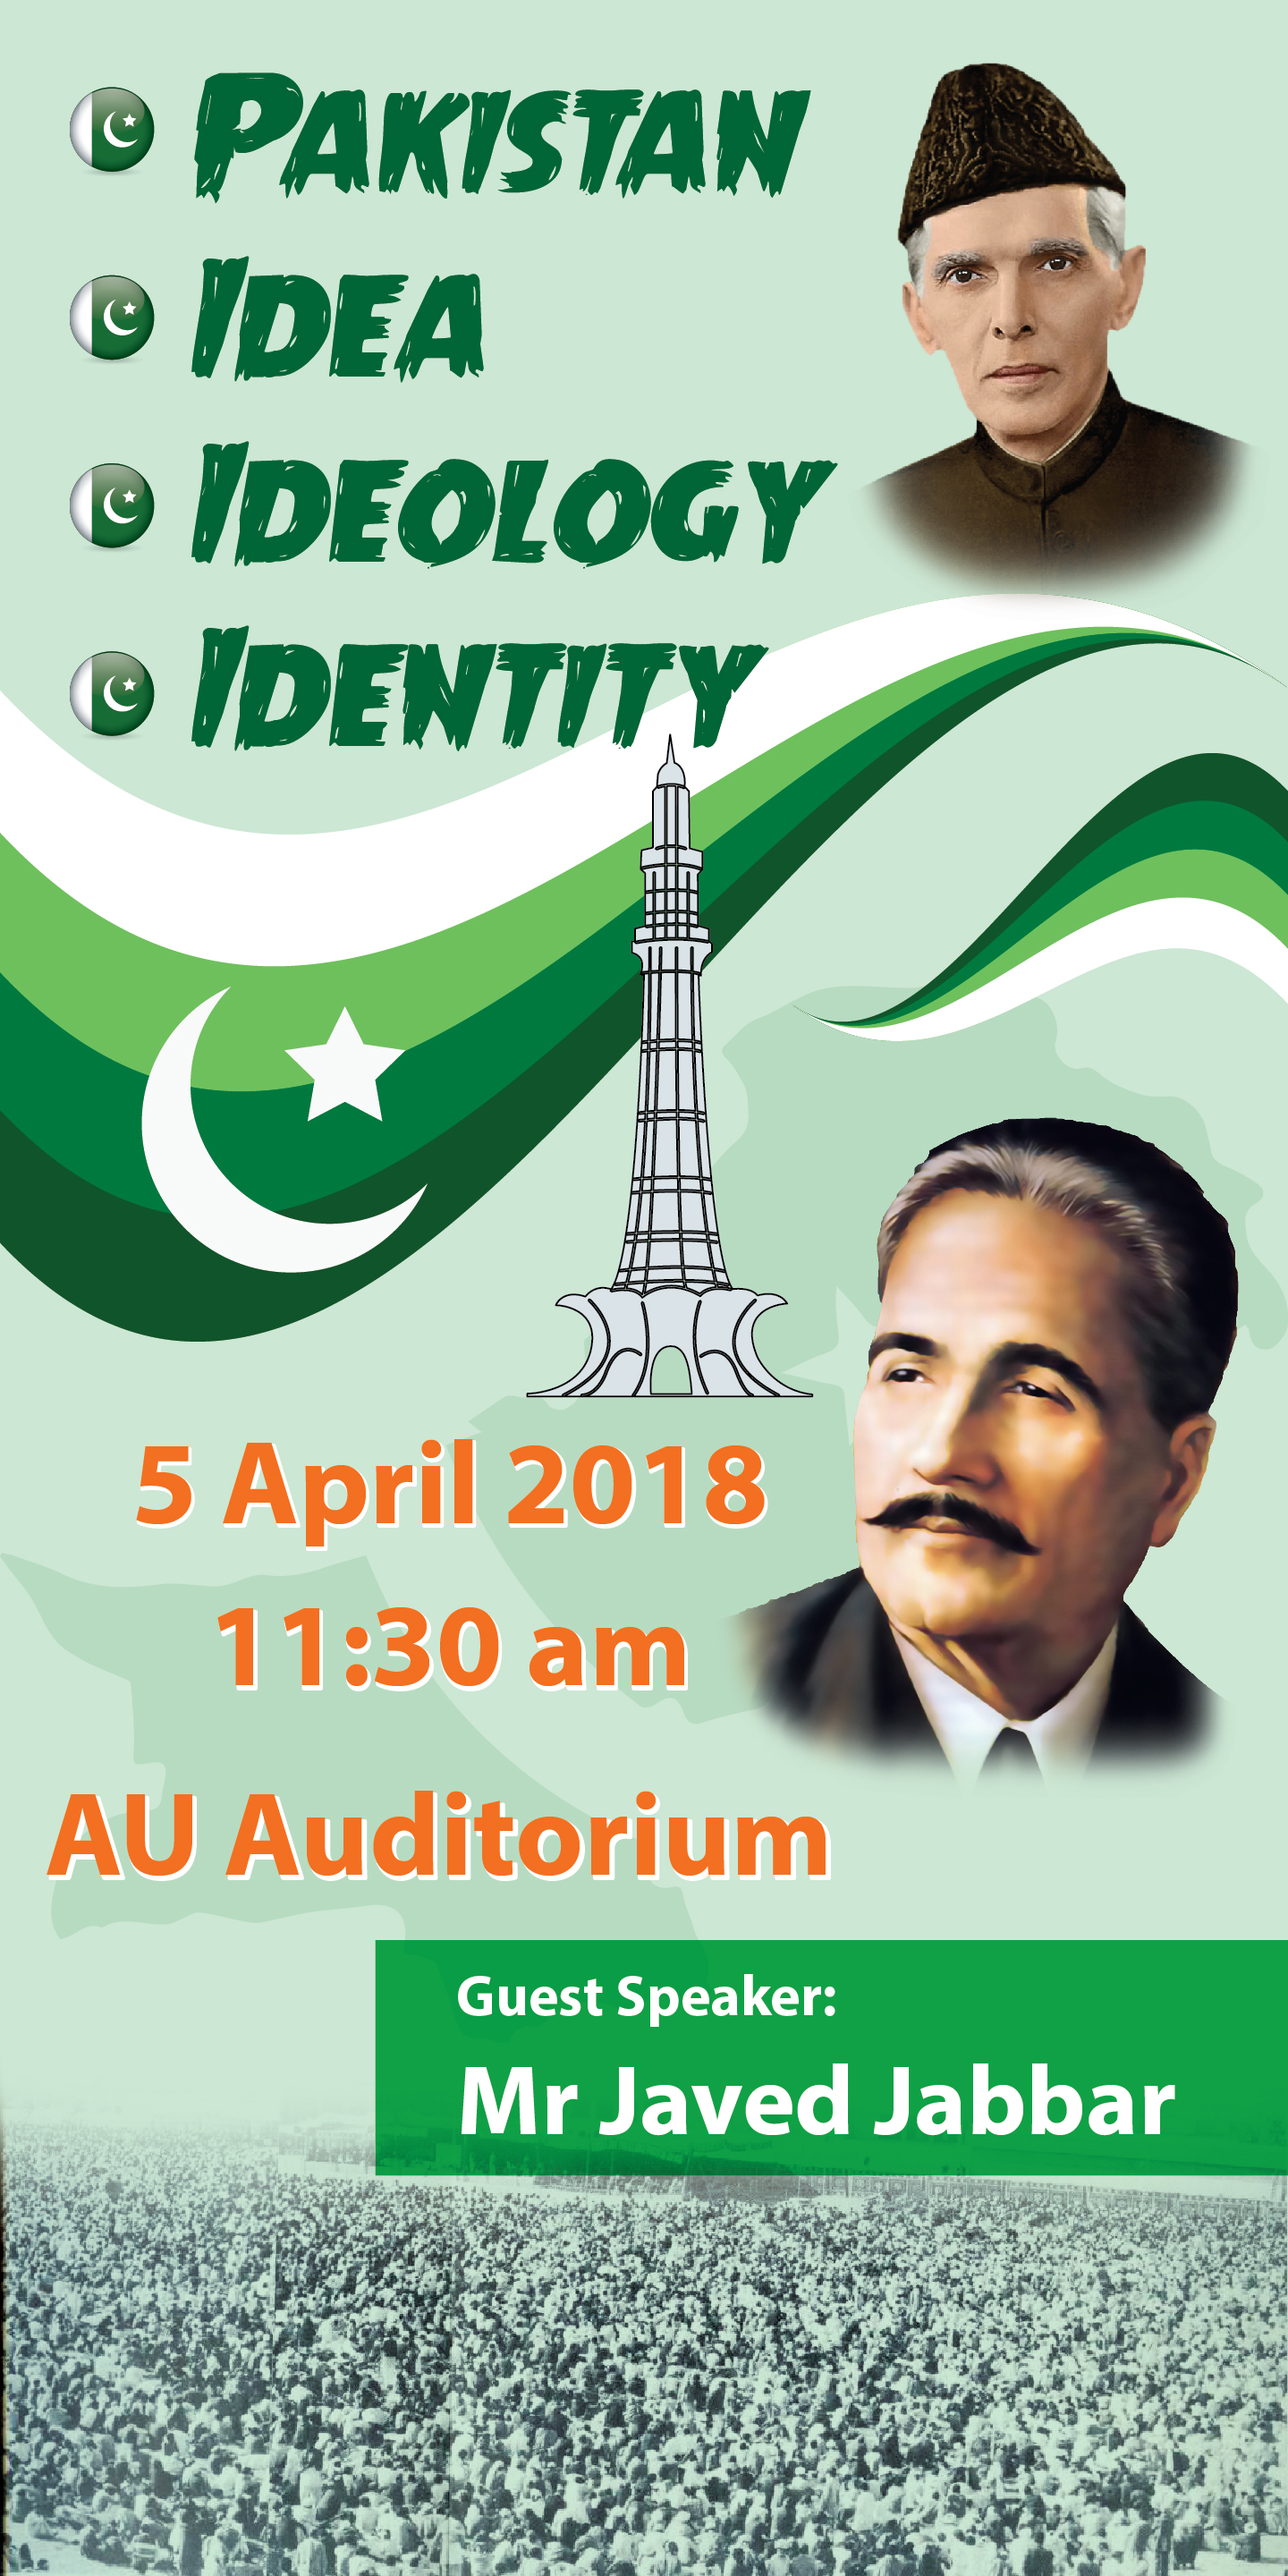 Pakistan
Idea
Ideology
Identity
5 April 2018
11:30 am
AU Auditorium
Guest Speaker:
Mr Javed Jabbar